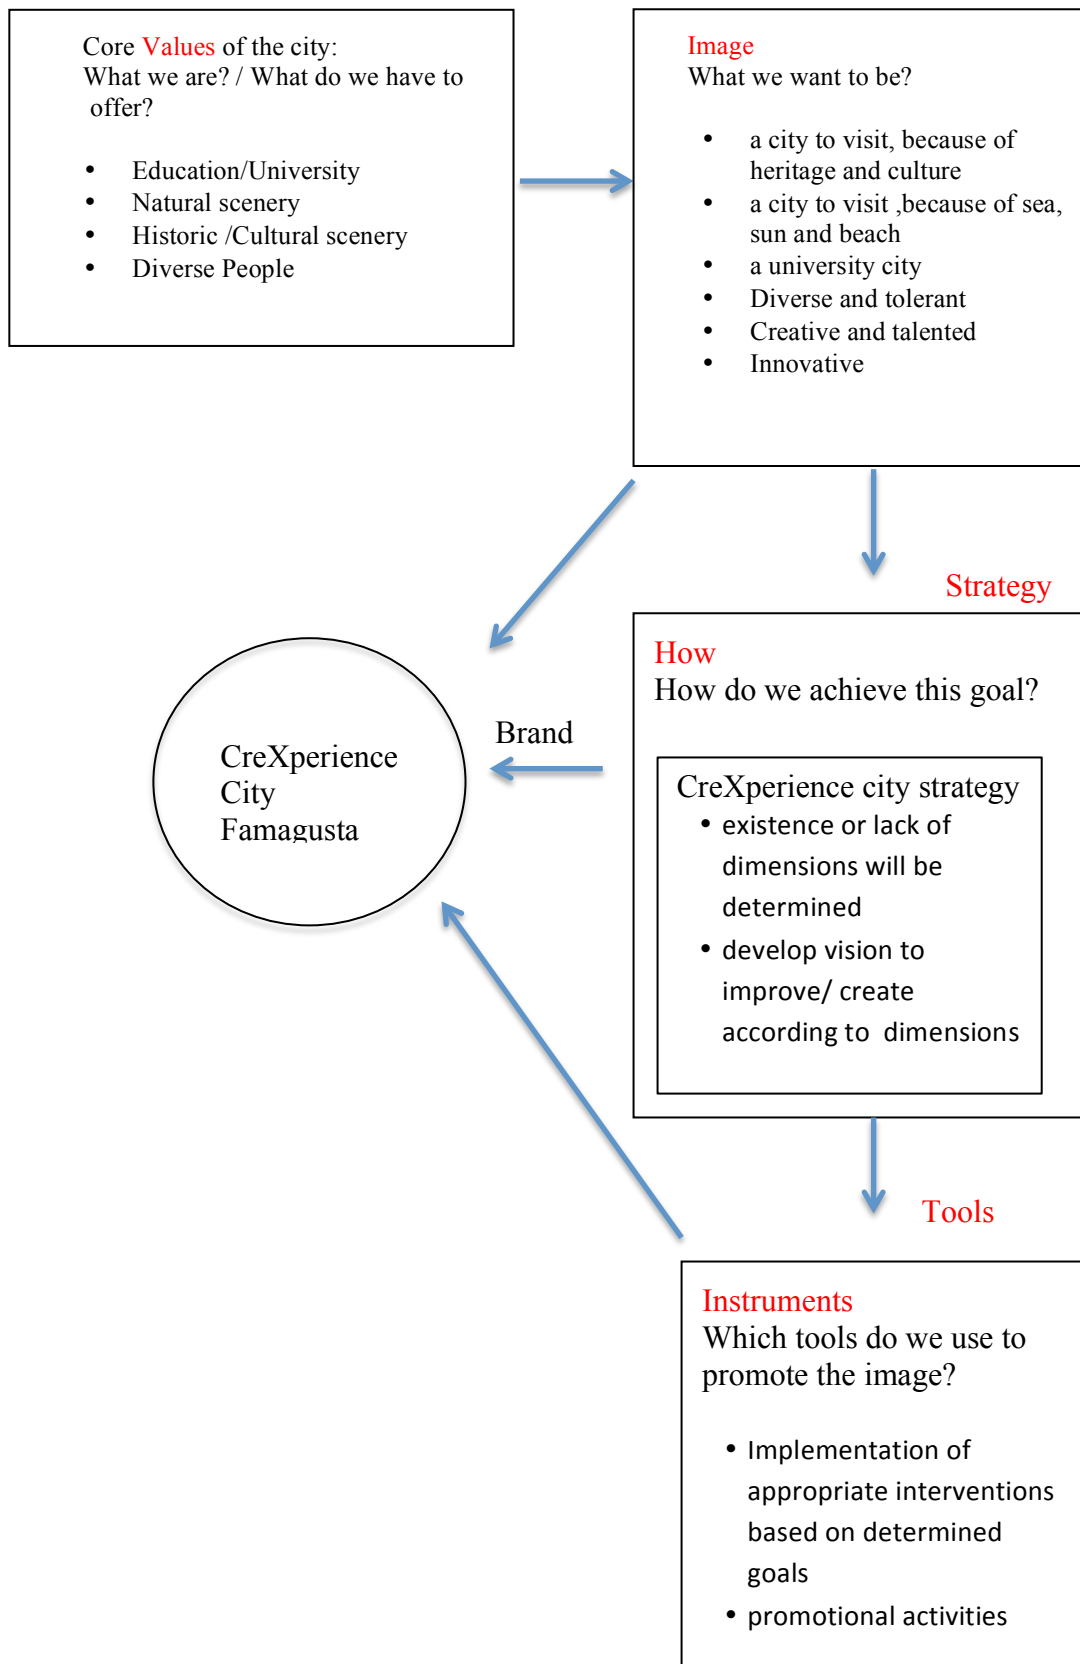 Core Values of the city:
What we are? / What do we have to
offer?
• Education/University
• Natural scenery
• Historic /Cultural scenery
• Diverse People
Image
What we want to be?
• a city to visit, because of
heritage and culture
• a city to visit ,because of sea,
sun and beach
• a university city
• Diverse and tolerant
• Creative and talented
• Innovative
Strategy
How
How do we achieve this goal?
CreXperience city strategy
• existence or lack of
dimensions will be
determined
• develop vision to
improve/ create
according to dimensions
Brand
CreXperience
City
Famagusta
Tools
Instruments
Which tools do we use to
promote the image?
• Implementation of
appropriate interventions
based on determined
goals
• promotional activities